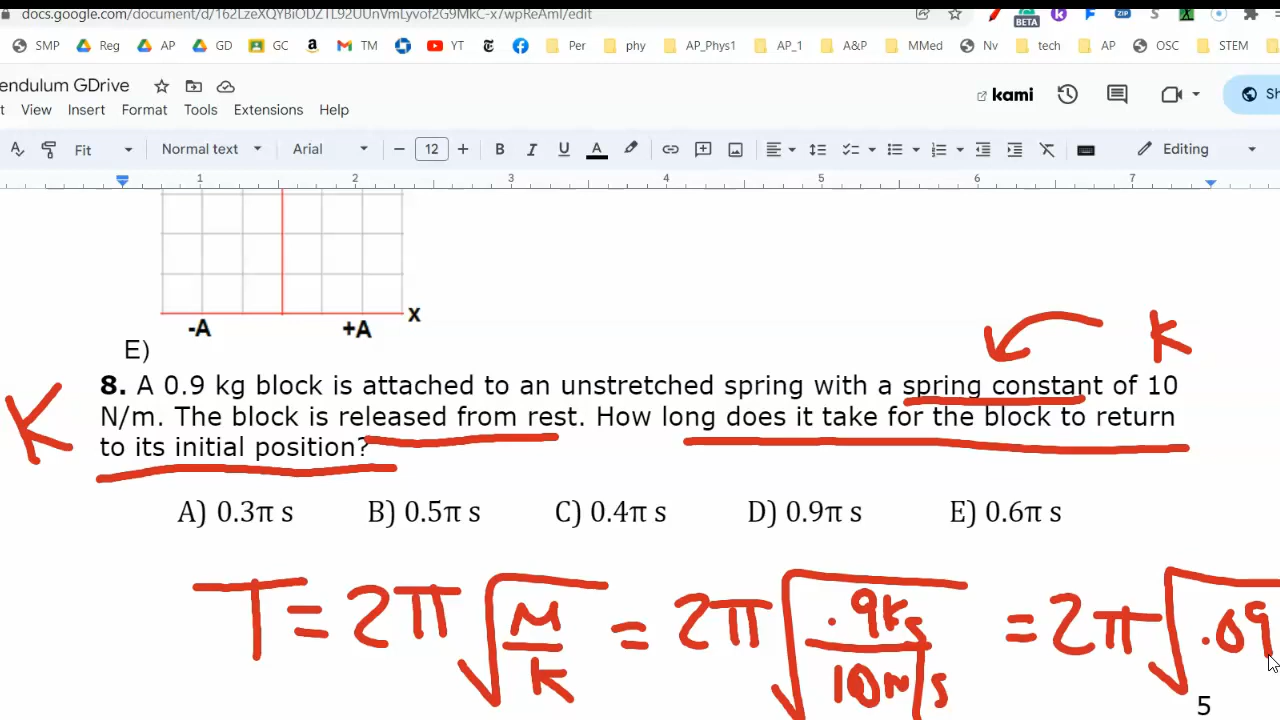 docs.google.com/document/d/162LzeXQYBiODZTL92UUnVmLyvof2G9MkC-x7wpReAmI/edit
BETA ZIP
SMP Reg AP GD GC TM YT Per phy AP_Phys1 AP_1 A&P MMed Nv tech AP OSC STEM
endulum GDrive
kami
Sh
t View Insert Format Tools Extensions Help
Fit Normal text Arial − 12 + B I U A Editing
1 2 3 4 5 6 7
-A +A x
E)
K
8. A 0.9 kg block is attached to an unstretched spring with a spring constant of 10
K N/m. The block is released from rest. How long does it take for the block to return
to its initial position?
A) 0.3π s B) 0.5π s C) 0.4π s D) 0.9π s E) 0.6π s
T = 2π √ M/K = 2π √ .9kg/10N/s = 2π √ .09
5